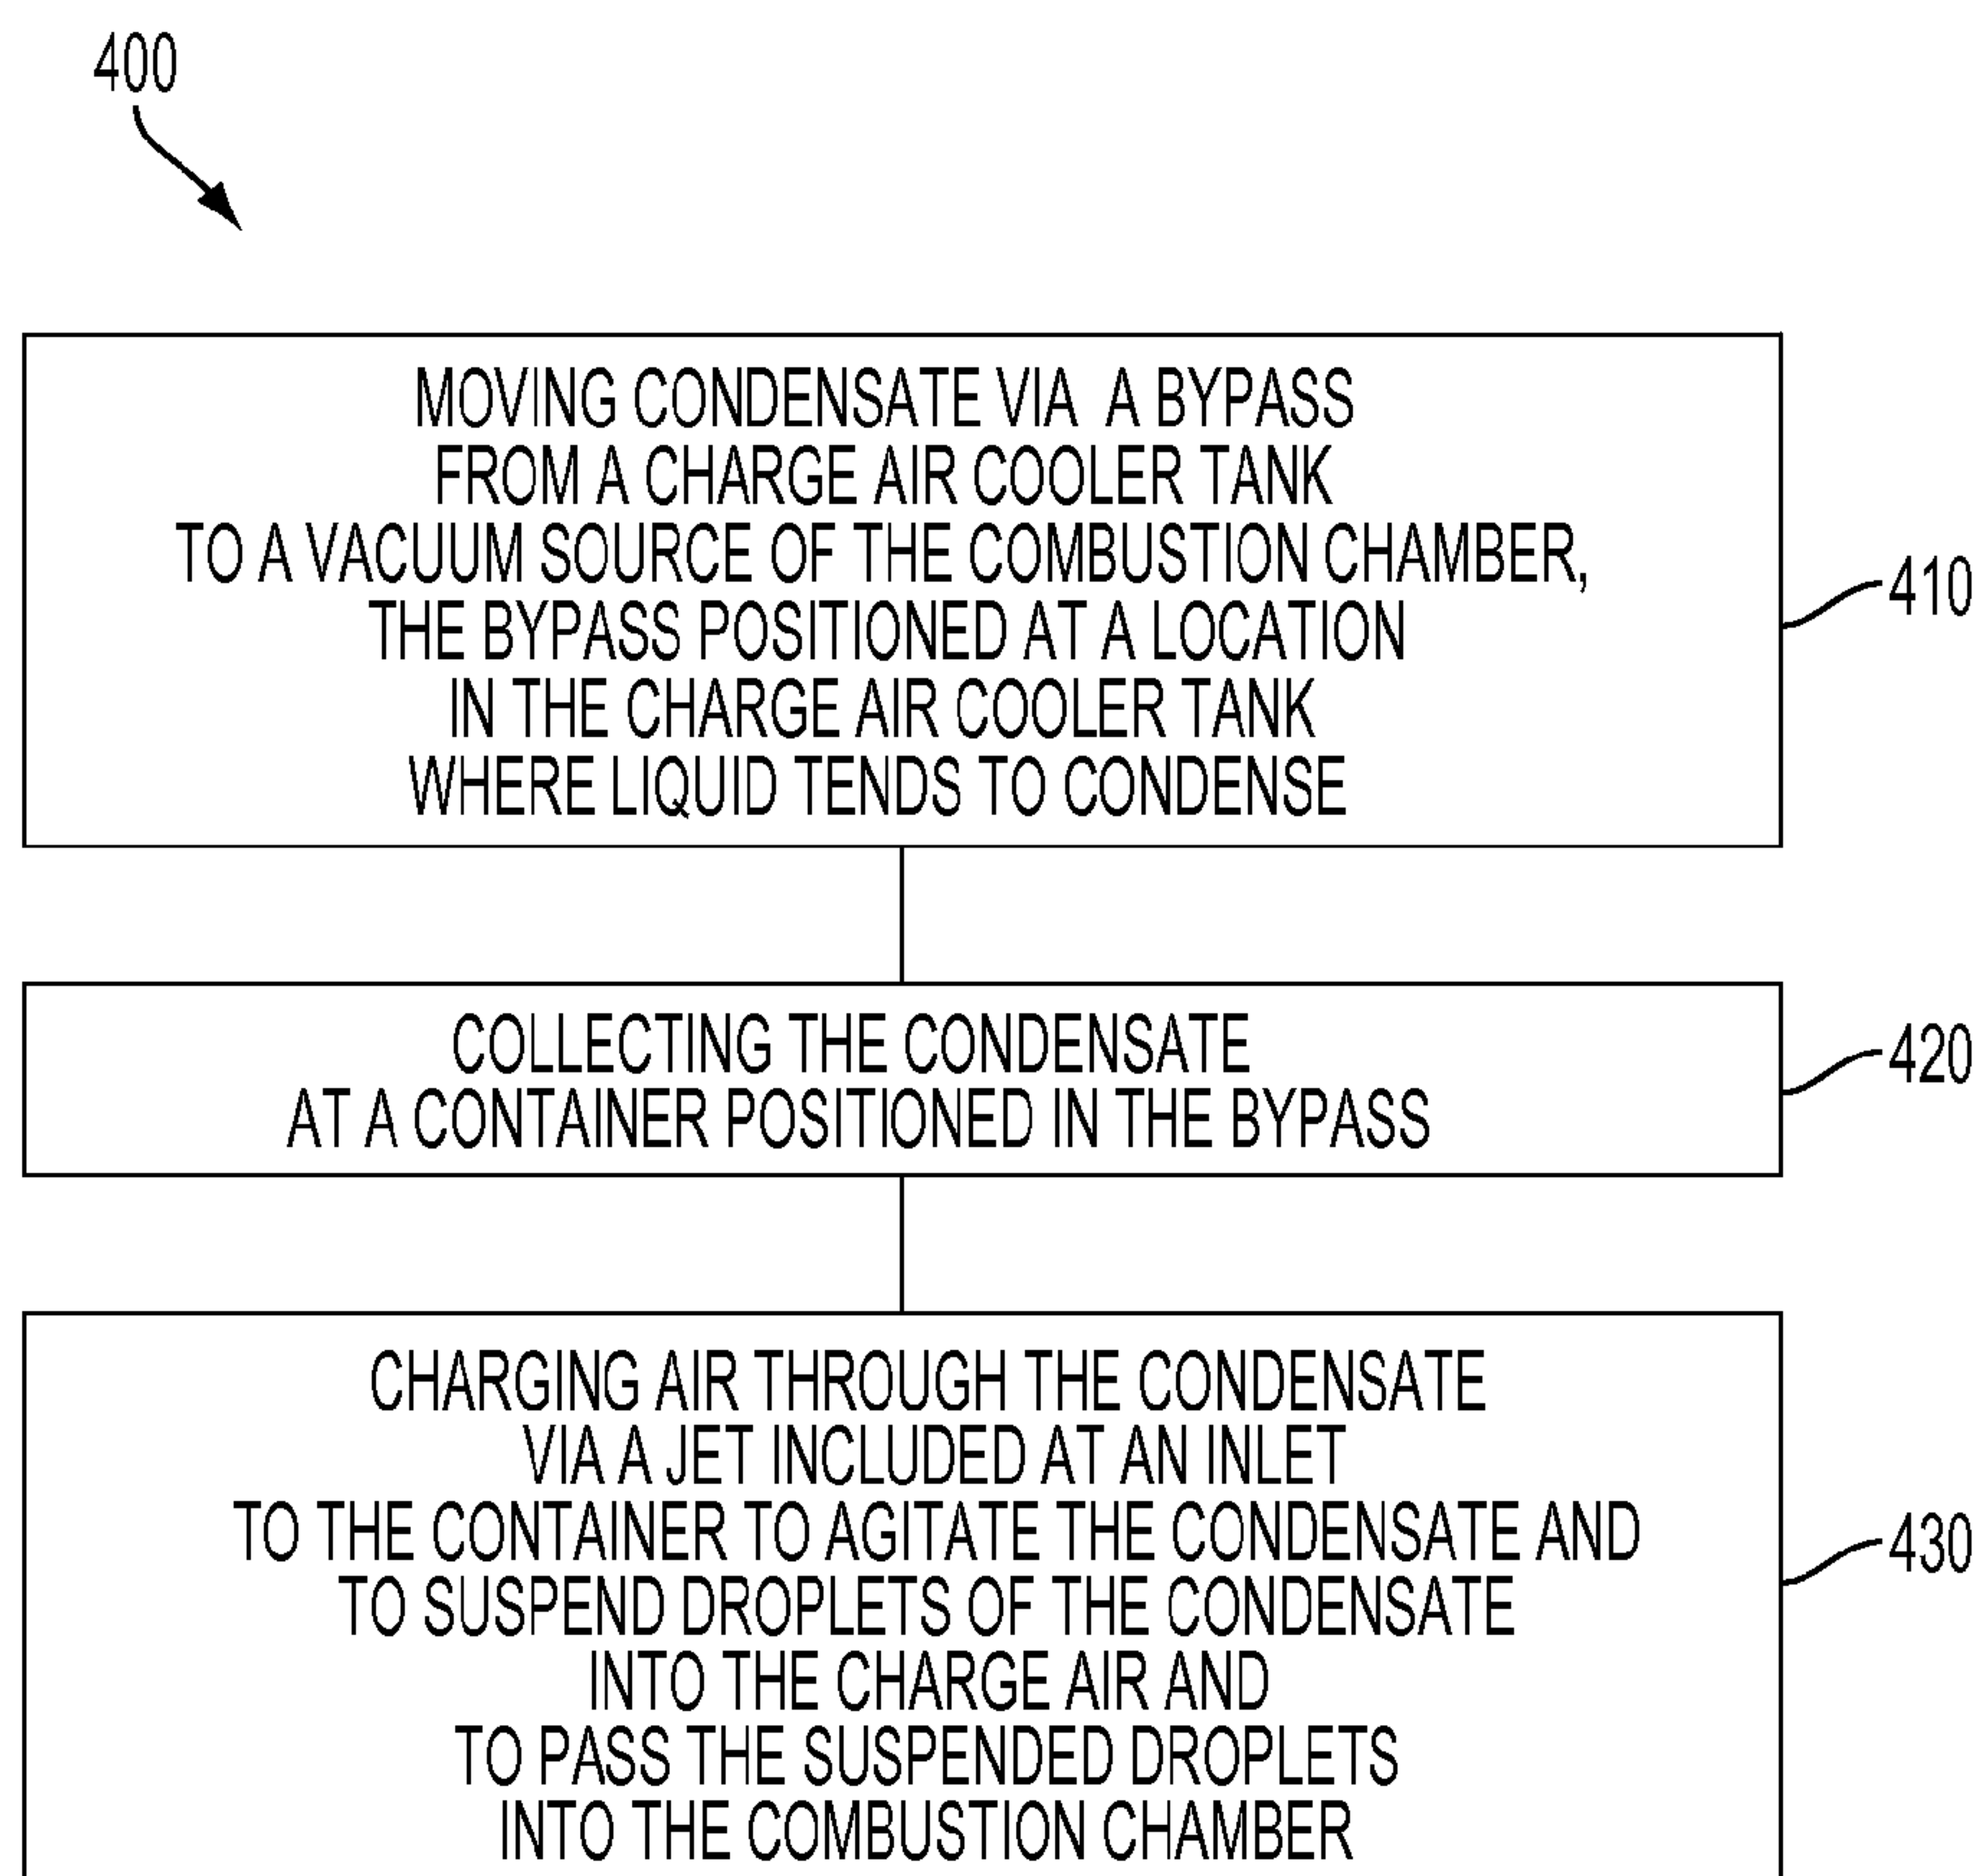 400
MOVING CONDENSATE VIA A BYPASS
FROM A CHARGE AIR COOLER TANK
TO A VACUUM SOURCE OF THE COMBUSTION CHAMBER,
THE BYPASS POSITIONED AT A LOCATION
IN THE CHARGE AIR COOLER TANK
WHERE LIQUID TENDS TO CONDENSE
410
COLLECTING THE CONDENSATE
AT A CONTAINER POSITIONED IN THE BYPASS
420
CHARGING AIR THROUGH THE CONDENSATE
VIA A JET INCLUDED AT AN INLET
TO THE CONTAINER TO AGITATE THE CONDENSATE AND
TO SUSPEND DROPLETS OF THE CONDENSATE
INTO THE CHARGE AIR AND
TO PASS THE SUSPENDED DROPLETS
INTO THE COMBUSTION CHAMBER
430